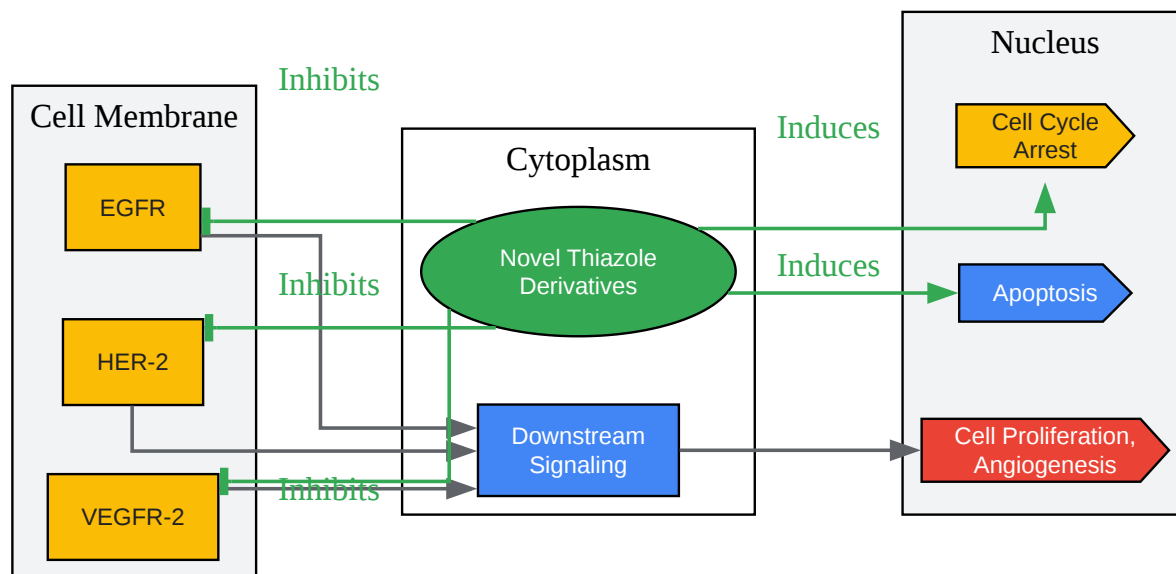 Cell Membrane
EGFR
HER-2
VEGFR-2
Inhibits
Inhibits
Inhibits
Cytoplasm
Novel Thiazole
Derivatives
Downstream
Signaling
Induces
Induces
Nucleus
Cell Cycle
Arrest
Apoptosis
Cell Proliferation,
Angiogenesis